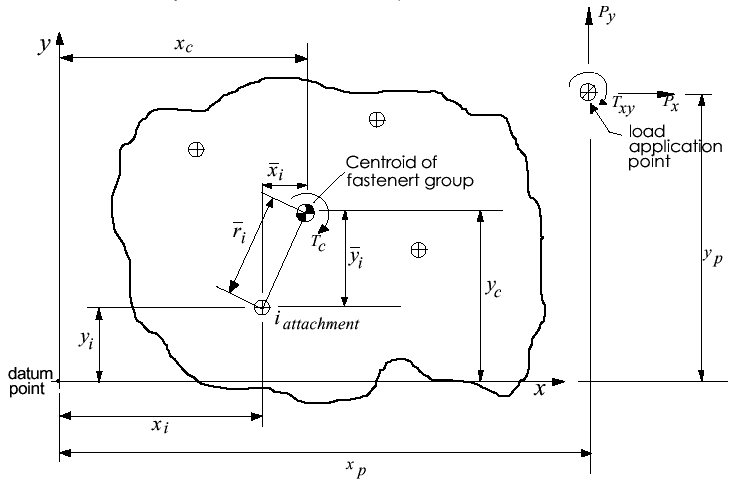 y
x_c
P_y
T_xy
P_x
load
application
point
Centroid of
fastenert group
x̄_i
r̄_i
T_c
ȳ_i
y_c
y_p
i_attachment
y_i
datum
point
x
x_i
x_p